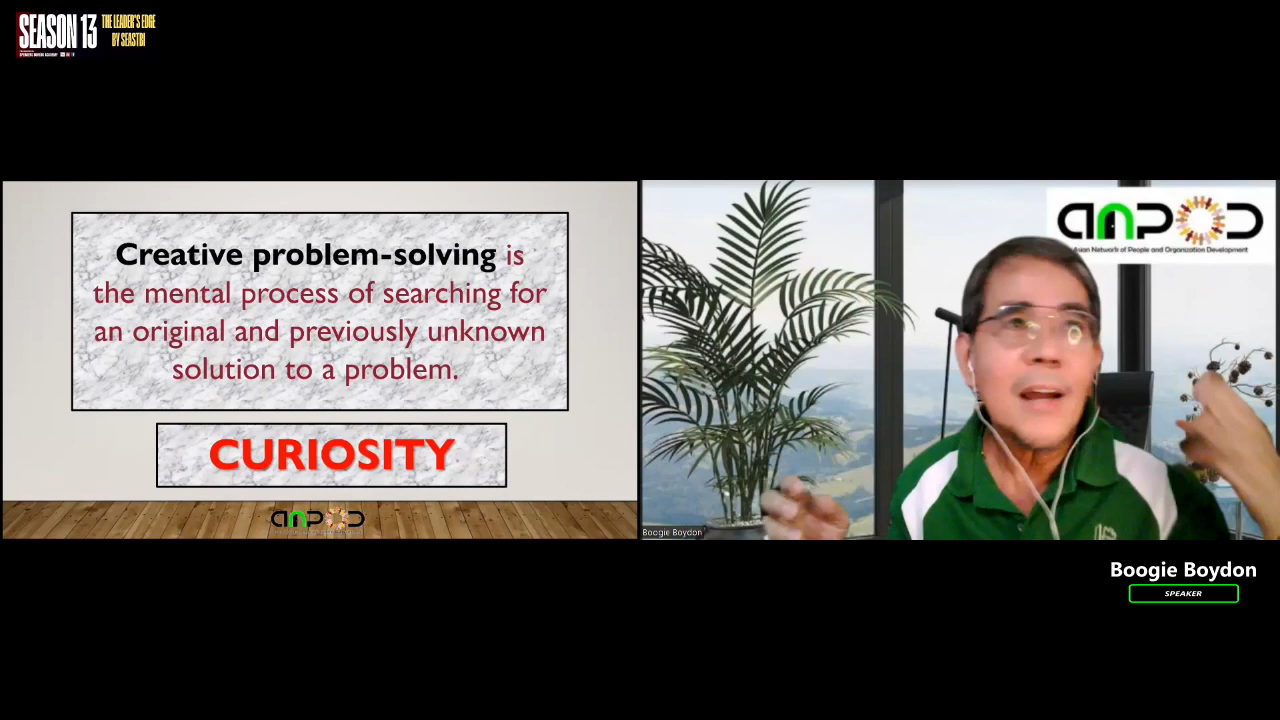 SEASON 13
THE LEADER'S EDGE
BY SEASTBI
Creative problem-solving is
the mental process of searching for
an original and previously unknown
solution to a problem.
CURIOSITY
ANPOD
ANPOD
Asian Network of People and Organization Development
Boogie Boydon
Boogie Boydon
SPEAKER